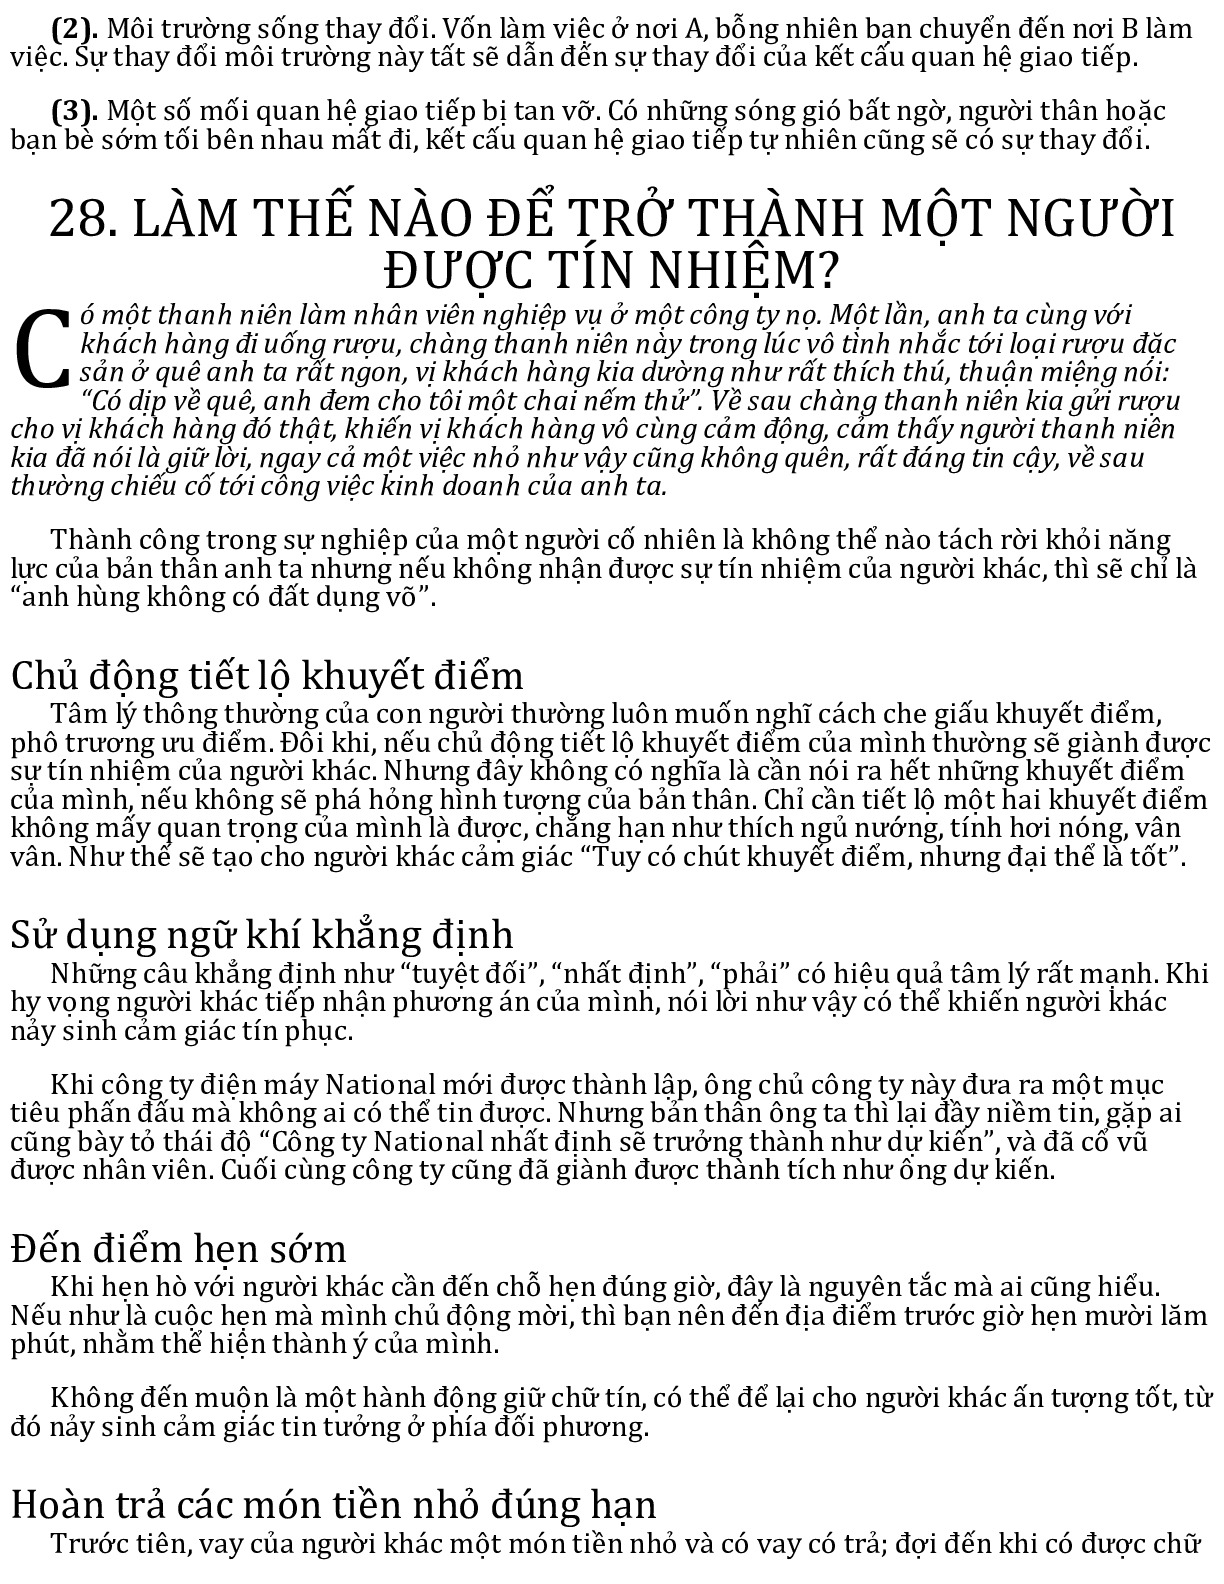 (2). Môi trường sống thay đổi. Vốn làm việc ở nơi A, bỗng nhiên bạn chuyển đến nơi B làm
việc. Sự thay đổi môi trường này tất sẽ dẫn đến sự thay đổi của kết cấu quan hệ giao tiếp.
(3). Một số mối quan hệ giao tiếp bị tan vỡ. Có những sóng gió bất ngờ, người thân hoặc
bạn bè sớm tối bên nhau mất đi, kết cấu quan hệ giao tiếp tự nhiên cũng sẽ có sự thay đổi.
28. LÀM THẾ NÀO ĐỂ TRỞ THÀNH MỘT NGƯỜI
ĐƯỢC TÍN NHIỆM?
Có một thanh niên làm nhân viên nghiệp vụ ở một công ty nọ. Một lần, anh ta cùng với
khách hàng đi uống rượu, chàng thanh niên này trong lúc vô tình nhắc tới loại rượu đặc
sản ở quê anh ta rất ngon, vị khách hàng kia dường như rất thích thú, thuận miệng nói:
“Có dịp về quê, anh đem cho tôi một chai nếm thử”. Về sau chàng thanh niên kia gửi rượu
cho vị khách hàng đó thật, khiến vị khách hàng vô cùng cảm động, cảm thấy người thanh niên
kia đã nói là giữ lời, ngay cả một việc nhỏ như vậy cũng không quên, rất đáng tin cậy, về sau
thường chiếu cố tới công việc kinh doanh của anh ta.
Thành công trong sự nghiệp của một người cố nhiên là không thể nào tách rời khỏi năng
lực của bản thân anh ta nhưng nếu không nhận được sự tín nhiệm của người khác, thì sẽ chỉ là
“anh hùng không có đất dụng võ”.
Chủ động tiết lộ khuyết điểm
Tâm lý thông thường của con người thường luôn muốn nghĩ cách che giấu khuyết điểm,
phô trương ưu điểm. Đôi khi, nếu chủ động tiết lộ khuyết điểm của mình thường sẽ giành được
sự tín nhiệm của người khác. Nhưng đây không có nghĩa là cần nói ra hết những khuyết điểm
của mình, nếu không sẽ phá hỏng hình tượng của bản thân. Chỉ cần tiết lộ một hai khuyết điểm
không mấy quan trọng của mình là được, chẳng hạn như thích ngủ nướng, tính hơi nóng, vân
vân. Như thế sẽ tạo cho người khác cảm giác “Tuy có chút khuyết điểm, nhưng đại thể là tốt”.
Sử dụng ngữ khí khẳng định
Những câu khẳng định như “tuyệt đối”, “nhất định”, “phải” có hiệu quả tâm lý rất mạnh. Khi
hy vọng người khác tiếp nhận phương án của mình, nói lời như vậy có thể khiến người khác
nảy sinh cảm giác tín phục.
Khi công ty điện máy National mới được thành lập, ông chủ công ty này đưa ra một mục
tiêu phấn đấu mà không ai có thể tin được. Nhưng bản thân ông ta thì lại đầy niềm tin, gặp ai
cũng bày tỏ thái độ “Công ty National nhất định sẽ trưởng thành như dự kiến”, và đã cổ vũ
được nhân viên. Cuối cùng công ty cũng đã giành được thành tích như ông dự kiến.
Đến điểm hẹn sớm
Khi hẹn hò với người khác cần đến chỗ hẹn đúng giờ, đây là nguyên tắc mà ai cũng hiểu.
Nếu như là cuộc hẹn mà mình chủ động mời, thì bạn nên đến địa điểm trước giờ hẹn mười lăm
phút, nhằm thể hiện thành ý của mình.
Không đến muộn là một hành động giữ chữ tín, có thể để lại cho người khác ấn tượng tốt, từ
đó nảy sinh cảm giác tin tưởng ở phía đối phương.
Hoàn trả các món tiền nhỏ đúng hạn
Trước tiên, vay của người khác một món tiền nhỏ và có vay có trả; đợi đến khi có được chữ